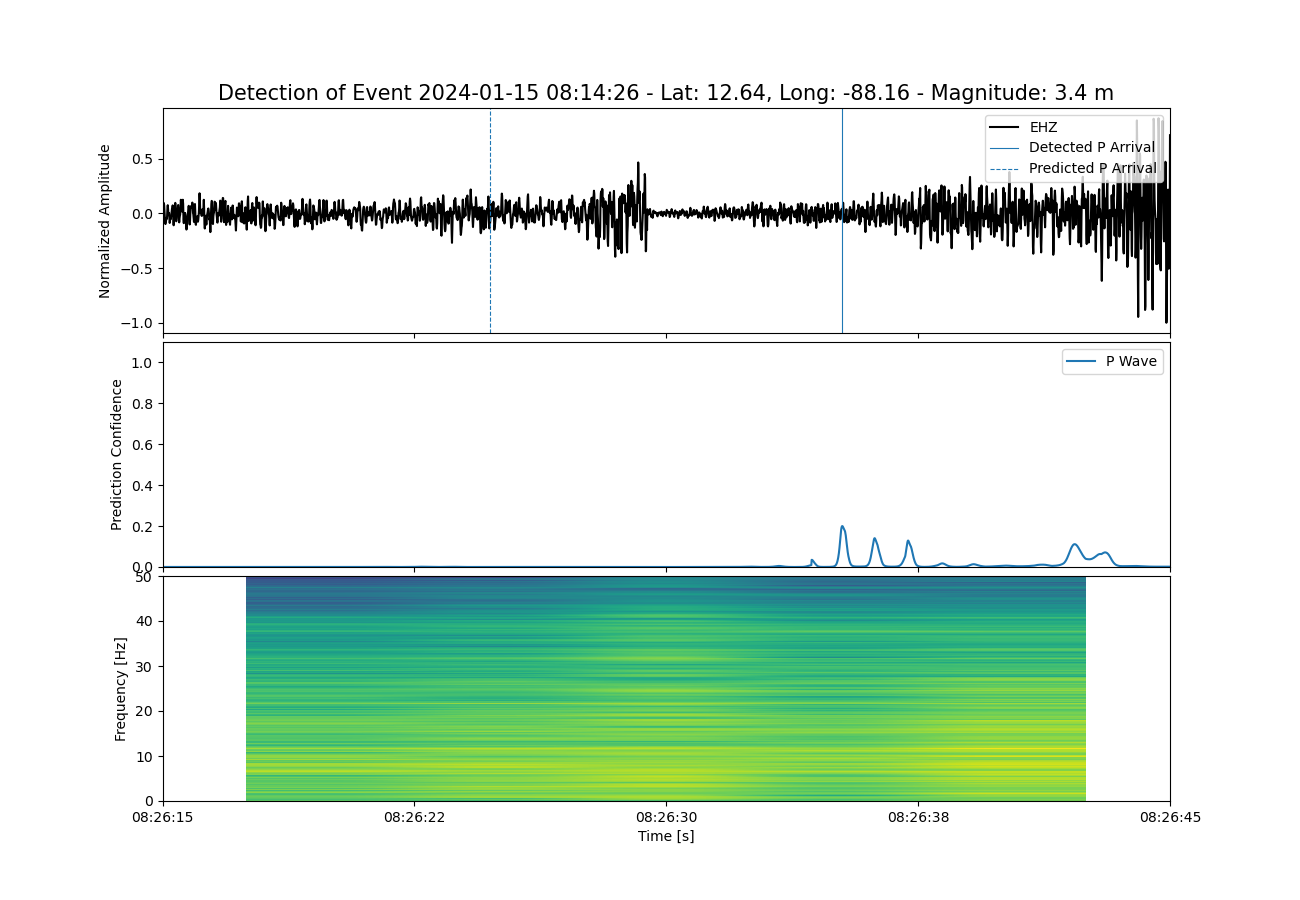 Detection of Event 2024-01-15 08:14:26 - Lat: 12.64, Long: -88.16 - Magnitude: 3.4 m
Normalized Amplitude
0.5
0.0
−0.5
−1.0
EHZ
Detected P Arrival
Predicted P Arrival
Prediction Confidence
1.0
0.8
0.6
0.4
0.2
0.0
P Wave
Frequency [Hz]
50
40
30
20
10
0
08:26:15
08:26:22
08:26:30
08:26:38
08:26:45
Time [s]